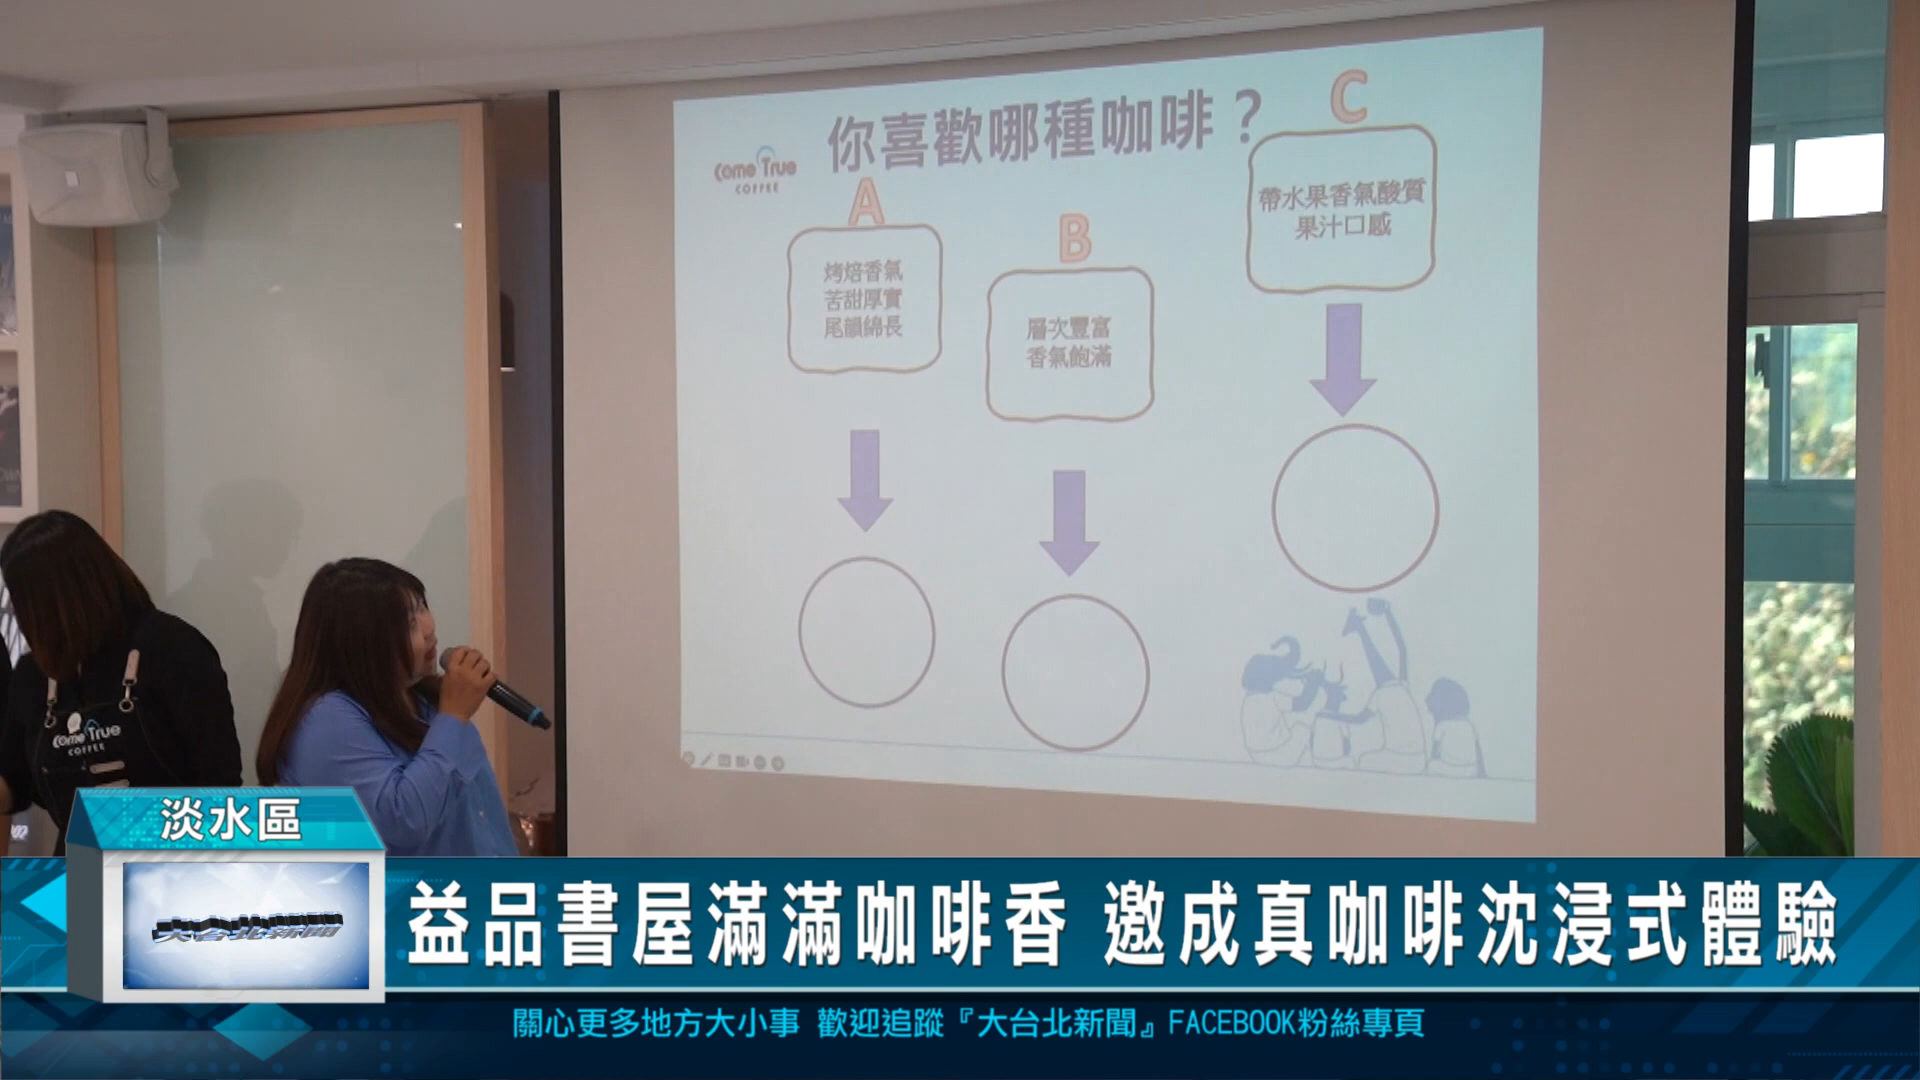 你喜歡哪種咖啡？
Come True
COFFEE
A
烤焙香氣
苦甜厚實
尾韻綿長
B
層次豐富
香氣飽滿
C
帶水果香氣酸質
果汁口感
Come True
COFFEE
淡水區
大台北新聞
益品書屋滿滿咖啡香 邀成真咖啡沈浸式體驗
關心更多地方大小事 歡迎追蹤『大台北新聞』FACEBOOK粉絲專頁